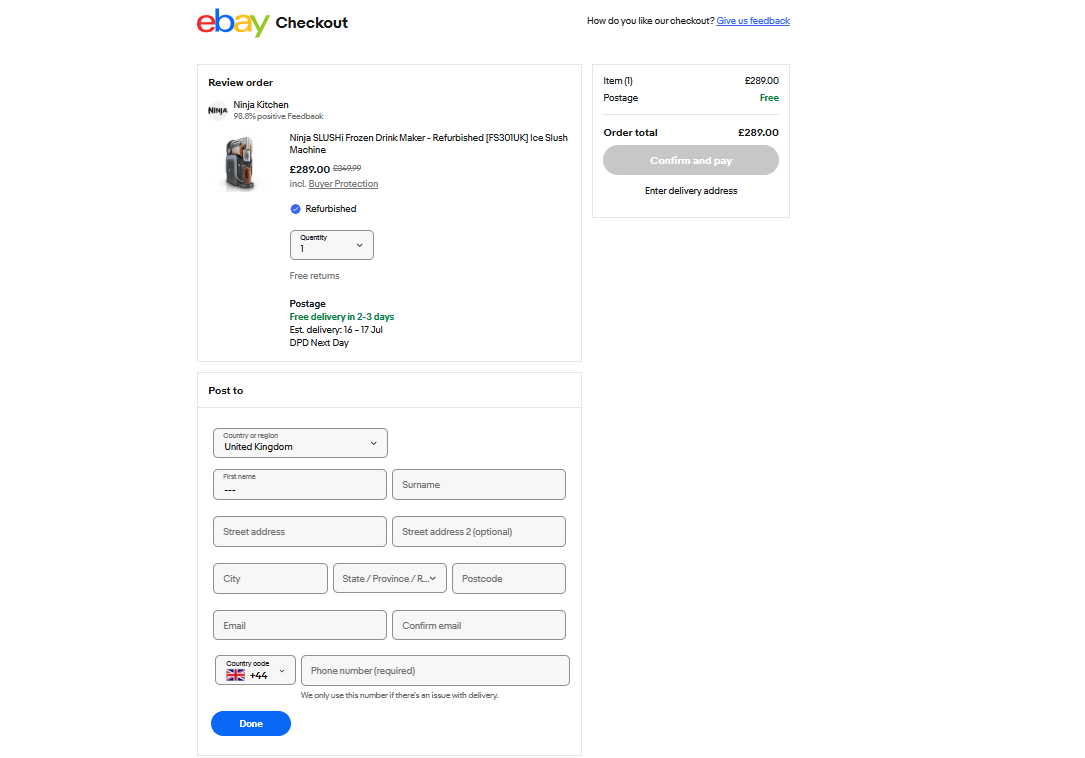 ebay Checkout
How do you like our checkout? Give us feedback
Review order
NINJA
Ninja Kitchen
98.8% positive Feedback
Ninja SLUSHi Frozen Drink Maker - Refurbished [FS301UK] Ice Slush
Machine
£289.00 £349.99
incl. Buyer Protection
Refurbished
Quantity
1
Free returns
Postage
Free delivery in 2-3 days
Est. delivery: 16 – 17 Jul
DPD Next Day
Item (1) £289.00
Postage Free
Order total £289.00
Confirm and pay
Enter delivery address
Post to
Country or region
United Kingdom
First name
---
Surname
Street address
Street address 2 (optional)
City
State / Province / R...
Postcode
Email
Confirm email
Country code
+44
Phone number (required)
We only use this number if there's an issue with delivery.
Done